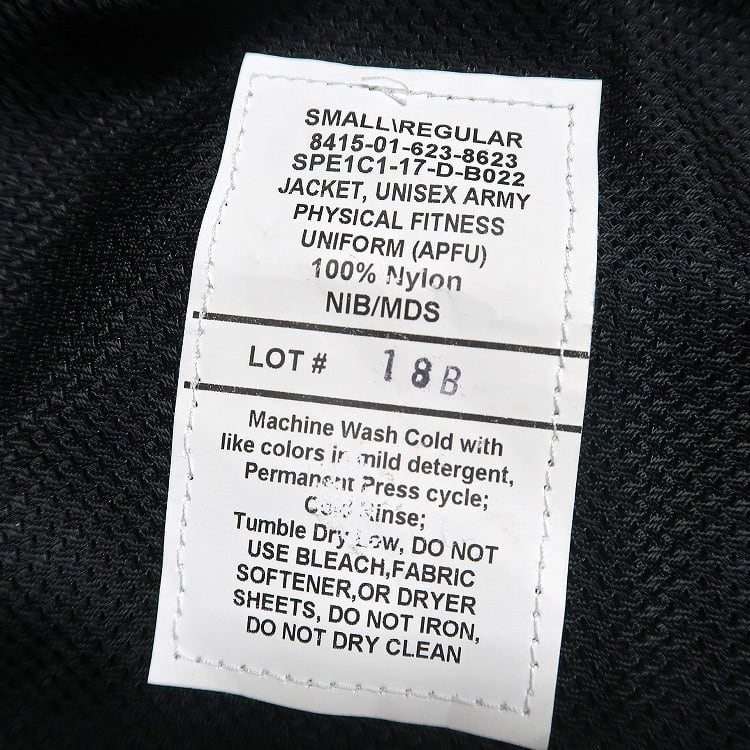 SMALL\REGULAR
8415-01-623-8623
SPE1C1-17-D-B022
JACKET, UNISEX ARMY
PHYSICAL FITNESS
UNIFORM (APFU)
100% Nylon
NIB/MDS
LOT # 18B
Machine Wash Cold with
like colors in mild detergent,
Permanent Press cycle;
Cold Rinse;
Tumble Dry Low, DO NOT
USE BLEACH,FABRIC
SOFTENER,OR DRYER
SHEETS, DO NOT IRON,
DO NOT DRY CLEAN